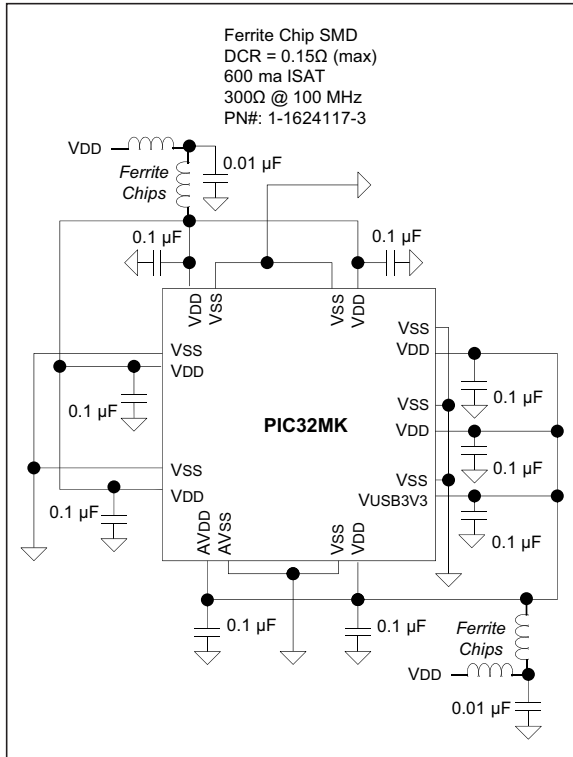 Ferrite Chip SMD
DCR = 0.15Ω (max)
600 ma ISAT
300Ω @ 100 MHz
PN#: 1-1624117-3
VDD
0.01 µF
Ferrite
Chips
0.1 µF
0.1 µF
VDD
VSS
VSS
VDD
VSS
VDD
0.1 µF
VSS
VDD
0.1 µF
PIC32MK
VSS
VDD
0.1 µF
VSS
VDD
0.1 µF
VSS
VUSB3V3
0.1 µF
AVDD
AVSS
VSS
VDD
0.1 µF
0.1 µF
Ferrite
Chips
VDD
0.01 µF